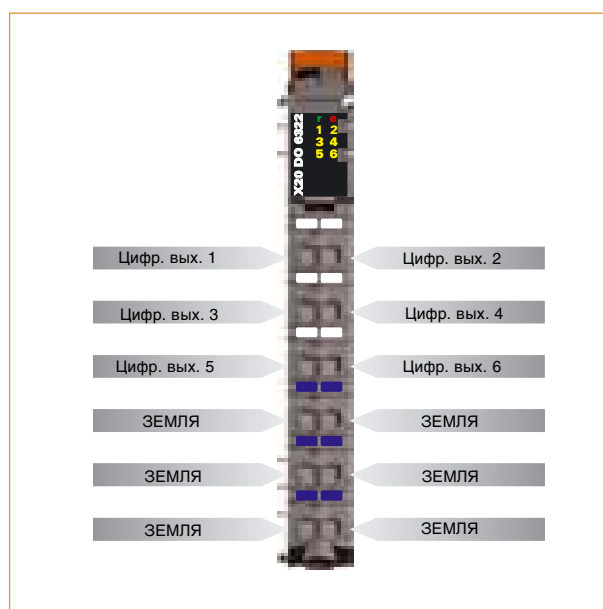 X20 DO 6322
r e
1 2
3 4
5 6
Цифр. вых. 1
Цифр. вых. 2
Цифр. вых. 3
Цифр. вых. 4
Цифр. вых. 5
Цифр. вых. 6
ЗЕМЛЯ
ЗЕМЛЯ
ЗЕМЛЯ
ЗЕМЛЯ
ЗЕМЛЯ
ЗЕМЛЯ